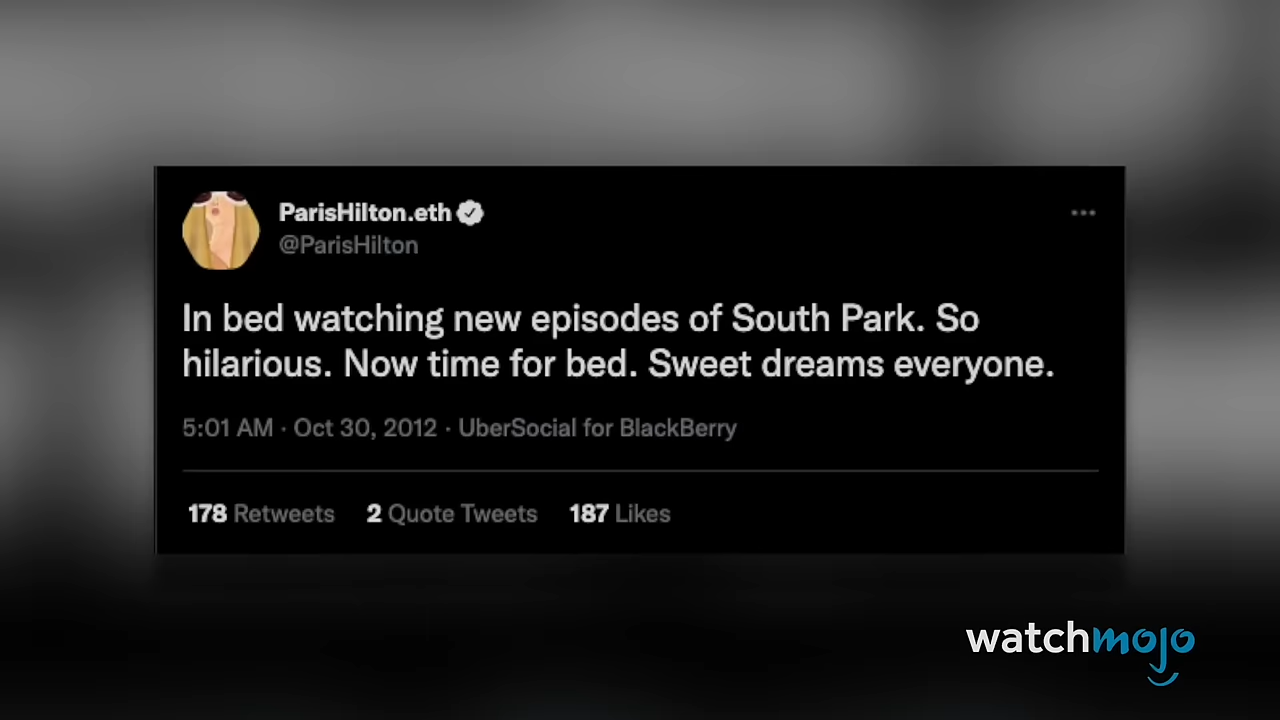 ParisHilton.eth
@ParisHilton
In bed watching new episodes of South Park. So
hilarious. Now time for bed. Sweet dreams everyone.
5:01 AM · Oct 30, 2012 · UberSocial for BlackBerry
178 Retweets 2 Quote Tweets 187 Likes
watchmojo